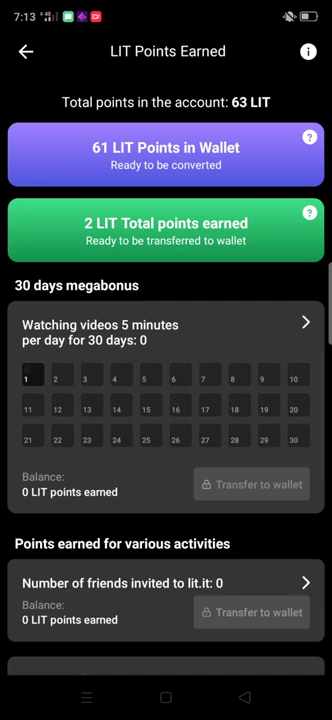 7:13
LIT Points Earned
Total points in the account: 63 LIT
61 LIT Points in Wallet
Ready to be converted
?
2 LIT Total points earned
Ready to be transferred to wallet
?
30 days megabonus
Watching videos 5 minutes
per day for 30 days: 0
1 2 3 4 5 6 7 8 9 10
11 12 13 14 15 16 17 18 19 20
21 22 23 24 25 26 27 28 29 30
Balance:
0 LIT points earned
Transfer to wallet
Points earned for various activities
Number of friends invited to lit.it: 0
Balance:
0 LIT points earned
Transfer to wallet